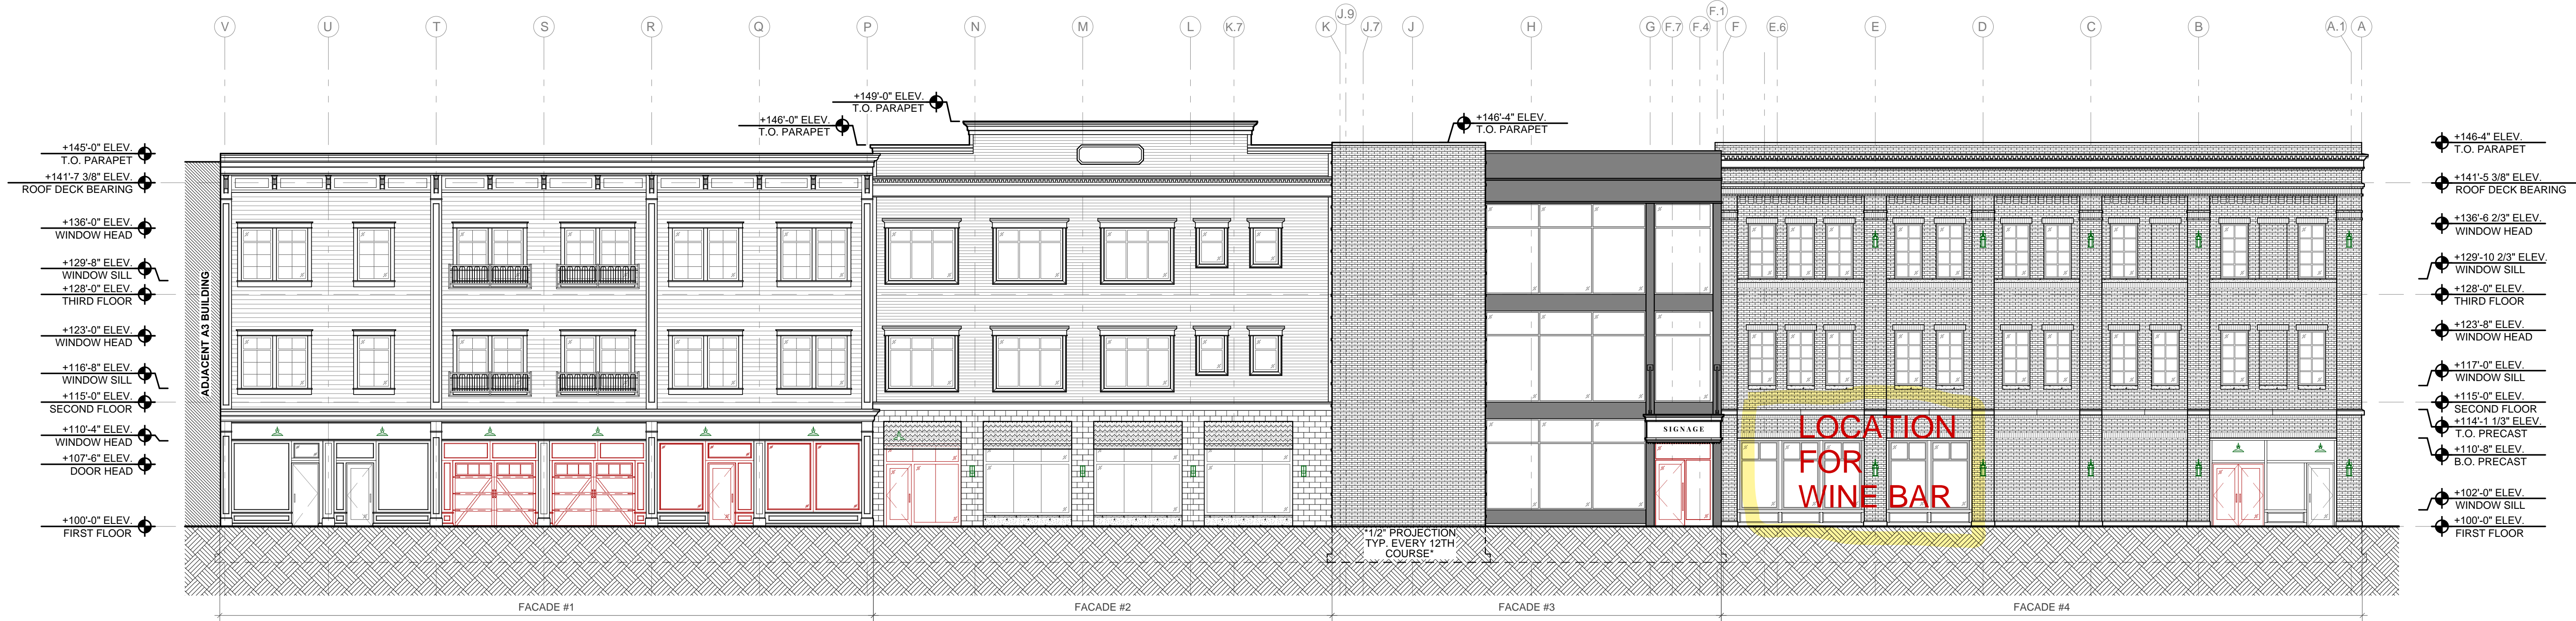 V U T S R Q P N M L K.7 K J.9 J.7 J H G F.7 F.4 F.1 F E.6 E D C B A.1 A
+149'-0" ELEV.
T.O. PARAPET
+146'-0" ELEV.
T.O. PARAPET
+146'-4" ELEV.
T.O. PARAPET
+145'-0" ELEV.
T.O. PARAPET
+141'-7 3/8" ELEV.
ROOF DECK BEARING
+136'-0" ELEV.
WINDOW HEAD
+129'-8" ELEV.
WINDOW SILL
+128'-0" ELEV.
THIRD FLOOR
+123'-0" ELEV.
WINDOW HEAD
+116'-8" ELEV.
WINDOW SILL
+115'-0" ELEV.
SECOND FLOOR
+110'-4" ELEV.
WINDOW HEAD
+107'-6" ELEV.
DOOR HEAD
+100'-0" ELEV.
FIRST FLOOR
ADJACENT A3 BUILDING
SIGNAGE
LOCATION
FOR
WINE BAR
+146-4" ELEV.
T.O. PARAPET
+141'-5 3/8" ELEV.
ROOF DECK BEARING
+136'-6 2/3" ELEV.
WINDOW HEAD
+129'-10 2/3" ELEV.
WINDOW SILL
+128'-0" ELEV.
THIRD FLOOR
+123'-8" ELEV.
WINDOW HEAD
+117'-0" ELEV.
WINDOW SILL
+115'-0" ELEV.
SECOND FLOOR
+114'-1 1/3" ELEV.
T.O. PRECAST
+110'-8" ELEV.
B.O. PRECAST
+102'-0" ELEV.
WINDOW SILL
+100'-0" ELEV.
FIRST FLOOR
*1/2" PROJECTION
TYP. EVERY 12TH
COURSE*
FACADE #1
FACADE #2
FACADE #3
FACADE #4